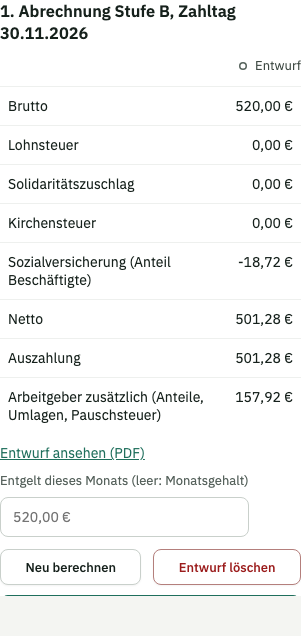 1. Abrechnung Stufe B, Zahltag
30.11.2026
Entwurf
Brutto 520,00 €
Lohnsteuer 0,00 €
Solidaritätszuschlag 0,00 €
Kirchensteuer 0,00 €
Sozialversicherung (Anteil -18,72 €
Beschäftigte)
Netto 501,28 €
Auszahlung 501,28 €
Arbeitgeber zusätzlich (Anteile, 157,92 €
Umlagen, Pauschsteuer)
Entwurf ansehen (PDF)
Entgelt dieses Monats (leer: Monatsgehalt)
520,00 €
Neu berechnen Entwurf löschen